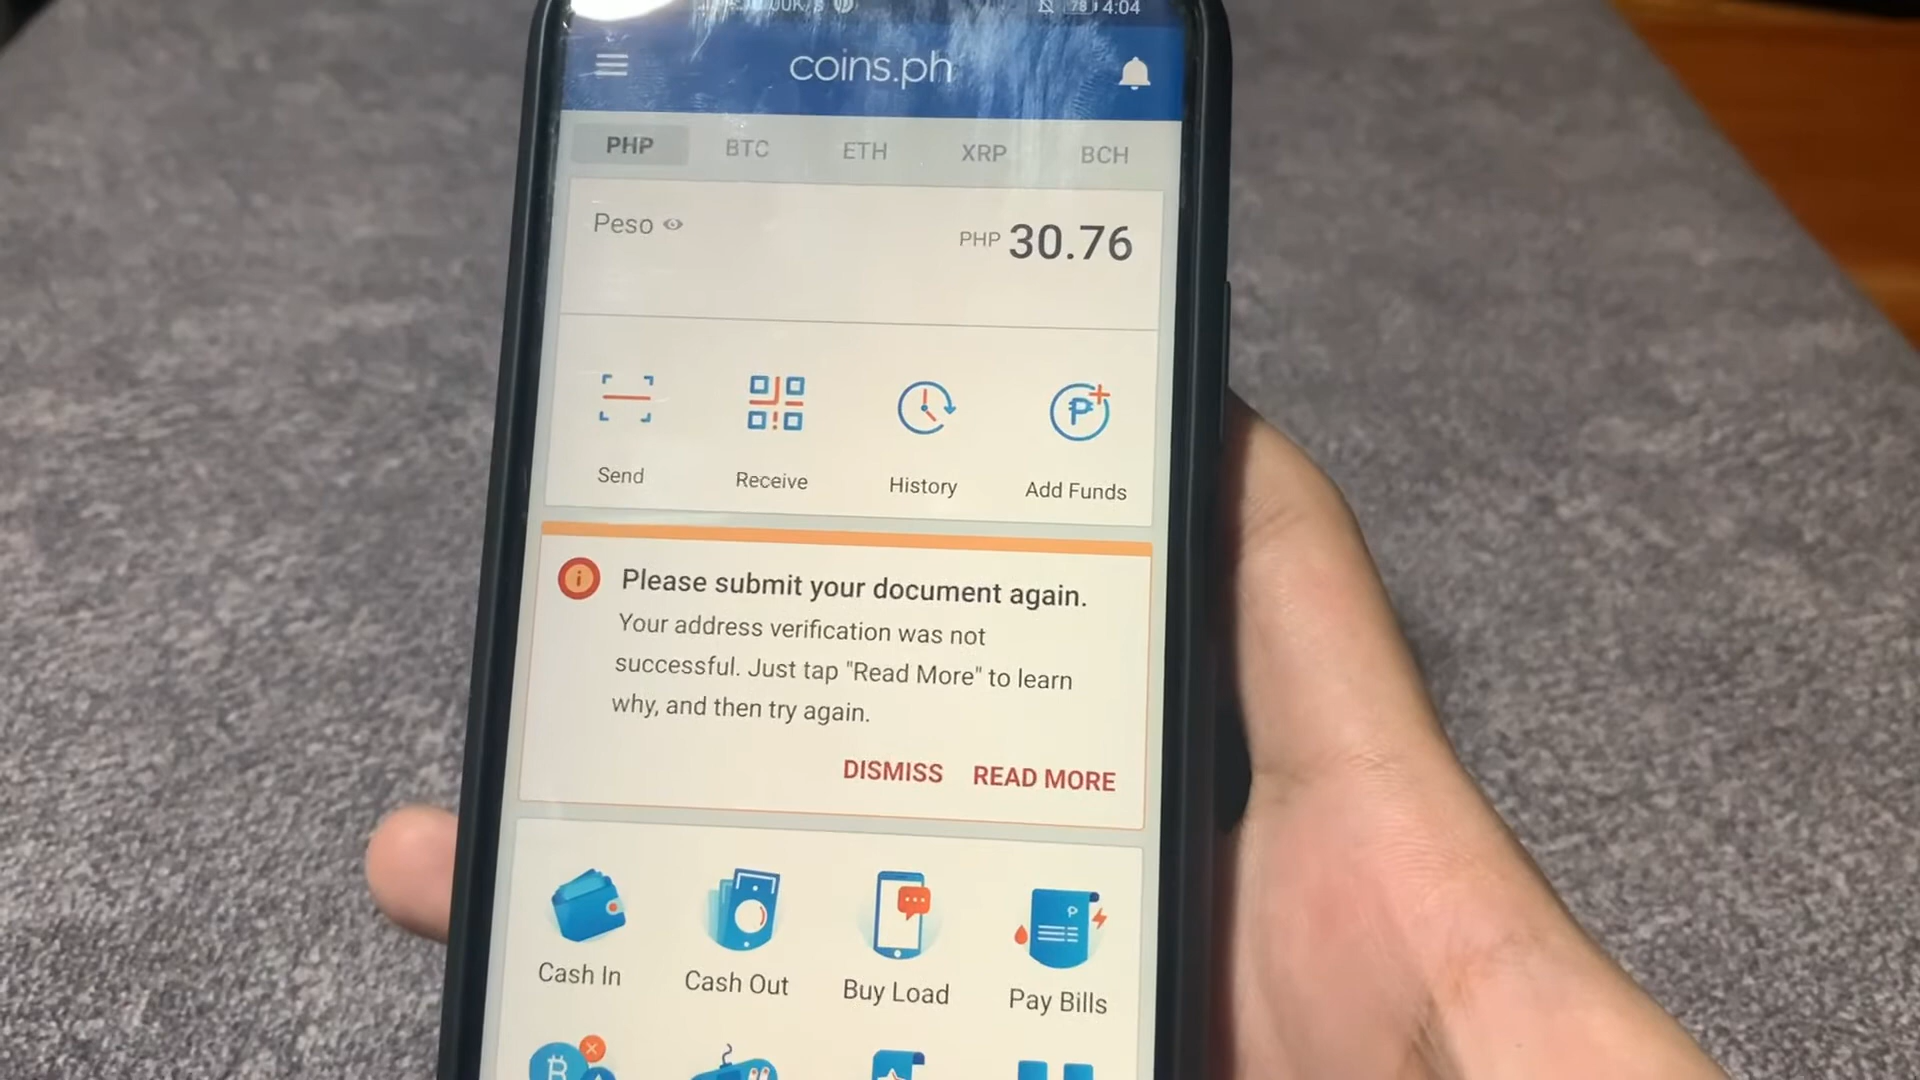 78 4:04
coins.ph
PHP BTC ETH XRP BCH
Peso PHP 30.76
Send Receive History Add Funds
Please submit your document again.
Your address verification was not
successful. Just tap "Read More" to learn
why, and then try again.
DISMISS READ MORE
Cash In Cash Out Buy Load Pay Bills